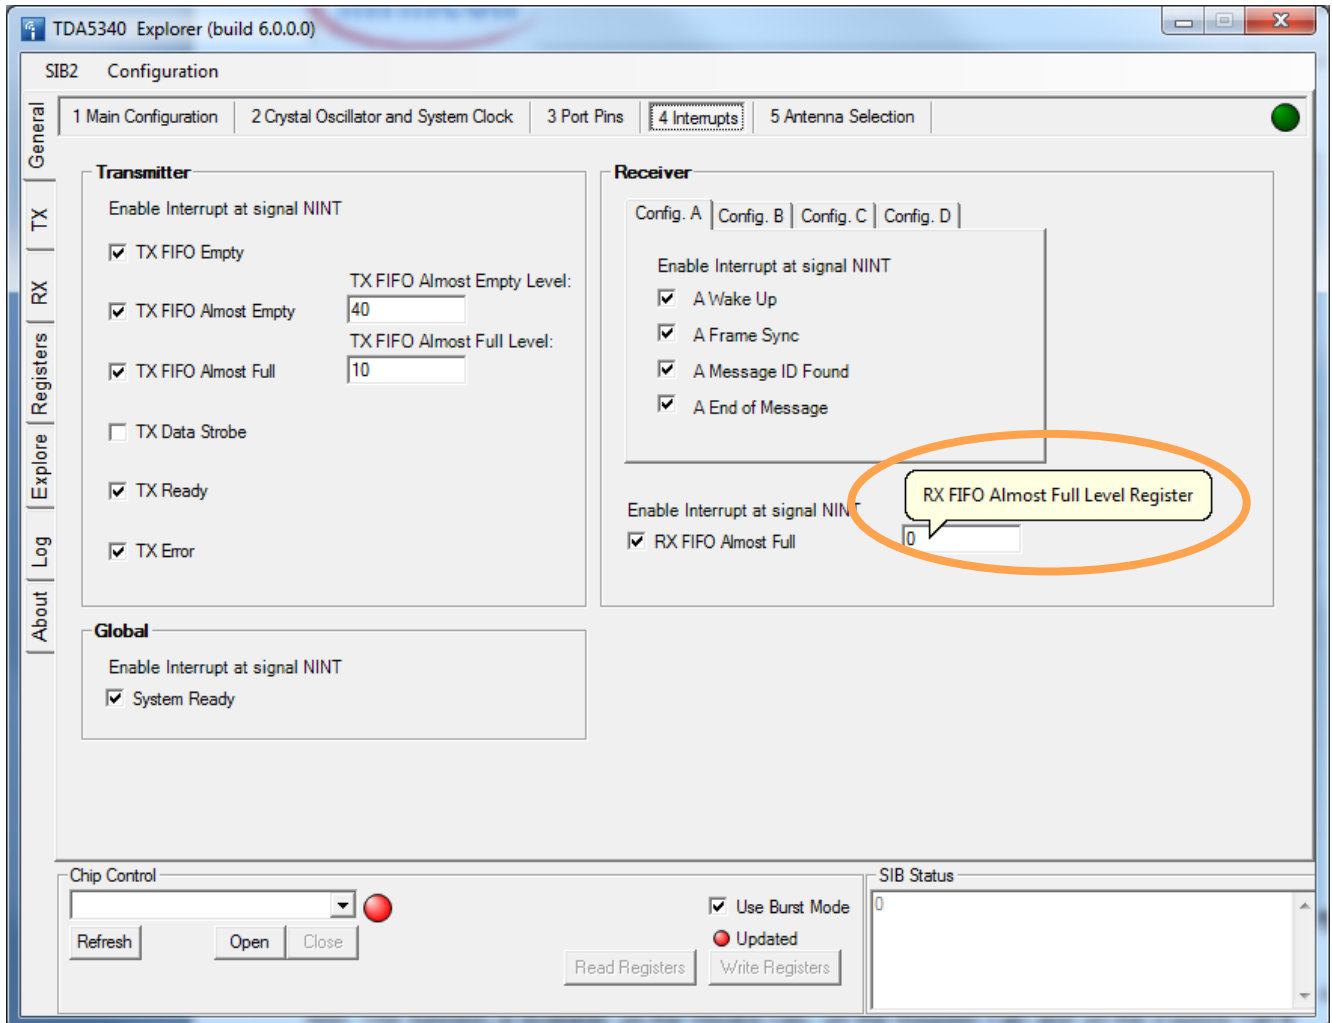 TDA5340 Explorer (build 6.0.0.0)
SIB2 Configuration
General
TX
RX
Registers
Explore
Log
About
1 Main Configuration 2 Crystal Oscillator and System Clock 3 Port Pins 4 Interrupts 5 Antenna Selection
Transmitter
Enable Interrupt at signal NINT
TX FIFO Empty
TX FIFO Almost Empty Level:
TX FIFO Almost Empty 40
TX FIFO Almost Full Level:
TX FIFO Almost Full 10
TX Data Strobe
TX Ready
TX Error
Receiver
Config. A Config. B Config. C Config. D
Enable Interrupt at signal NINT
A Wake Up
A Frame Sync
A Message ID Found
A End of Message
RX FIFO Almost Full Level Register
Enable Interrupt at signal NINT
RX FIFO Almost Full 0
Global
Enable Interrupt at signal NINT
System Ready
Chip Control
Refresh Open Close
Use Burst Mode
Updated
Read Registers Write Registers
SIB Status
0